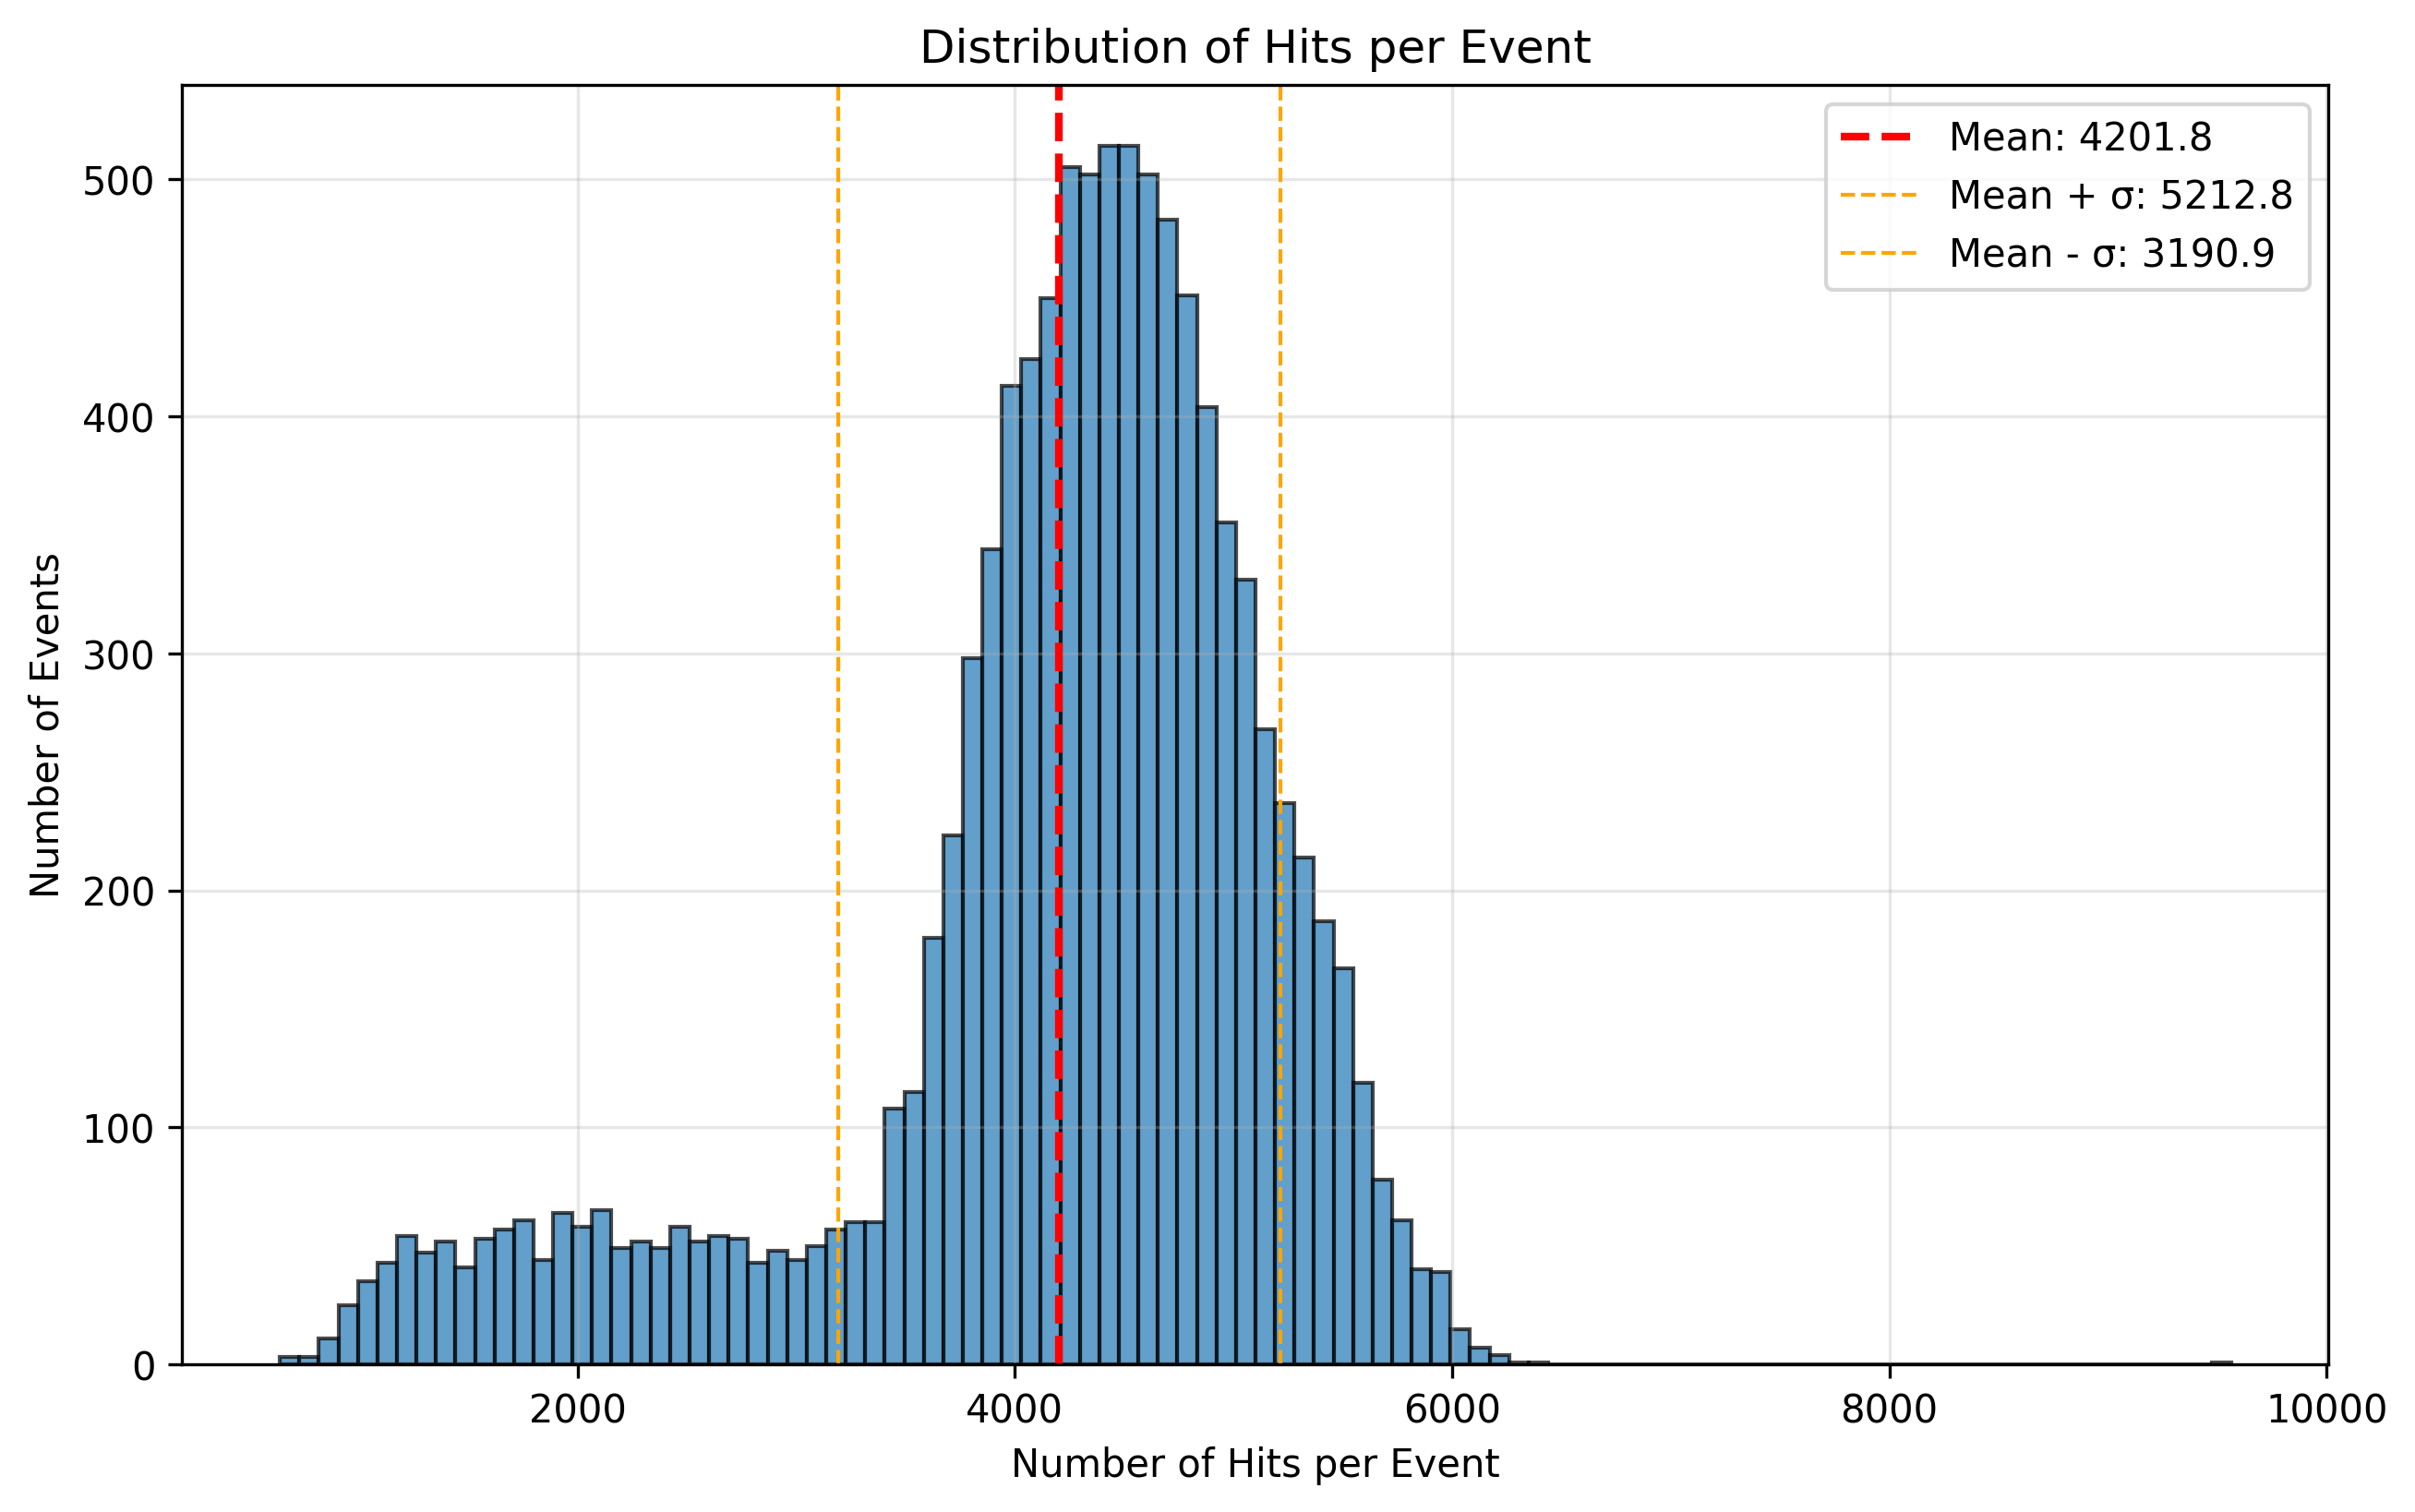 Distribution of Hits per Event
Mean: 4201.8
Mean + σ: 5212.8
Mean - σ: 3190.9
Number of Events
500
400
300
200
100
0
2000
4000
6000
8000
10000
Number of Hits per Event